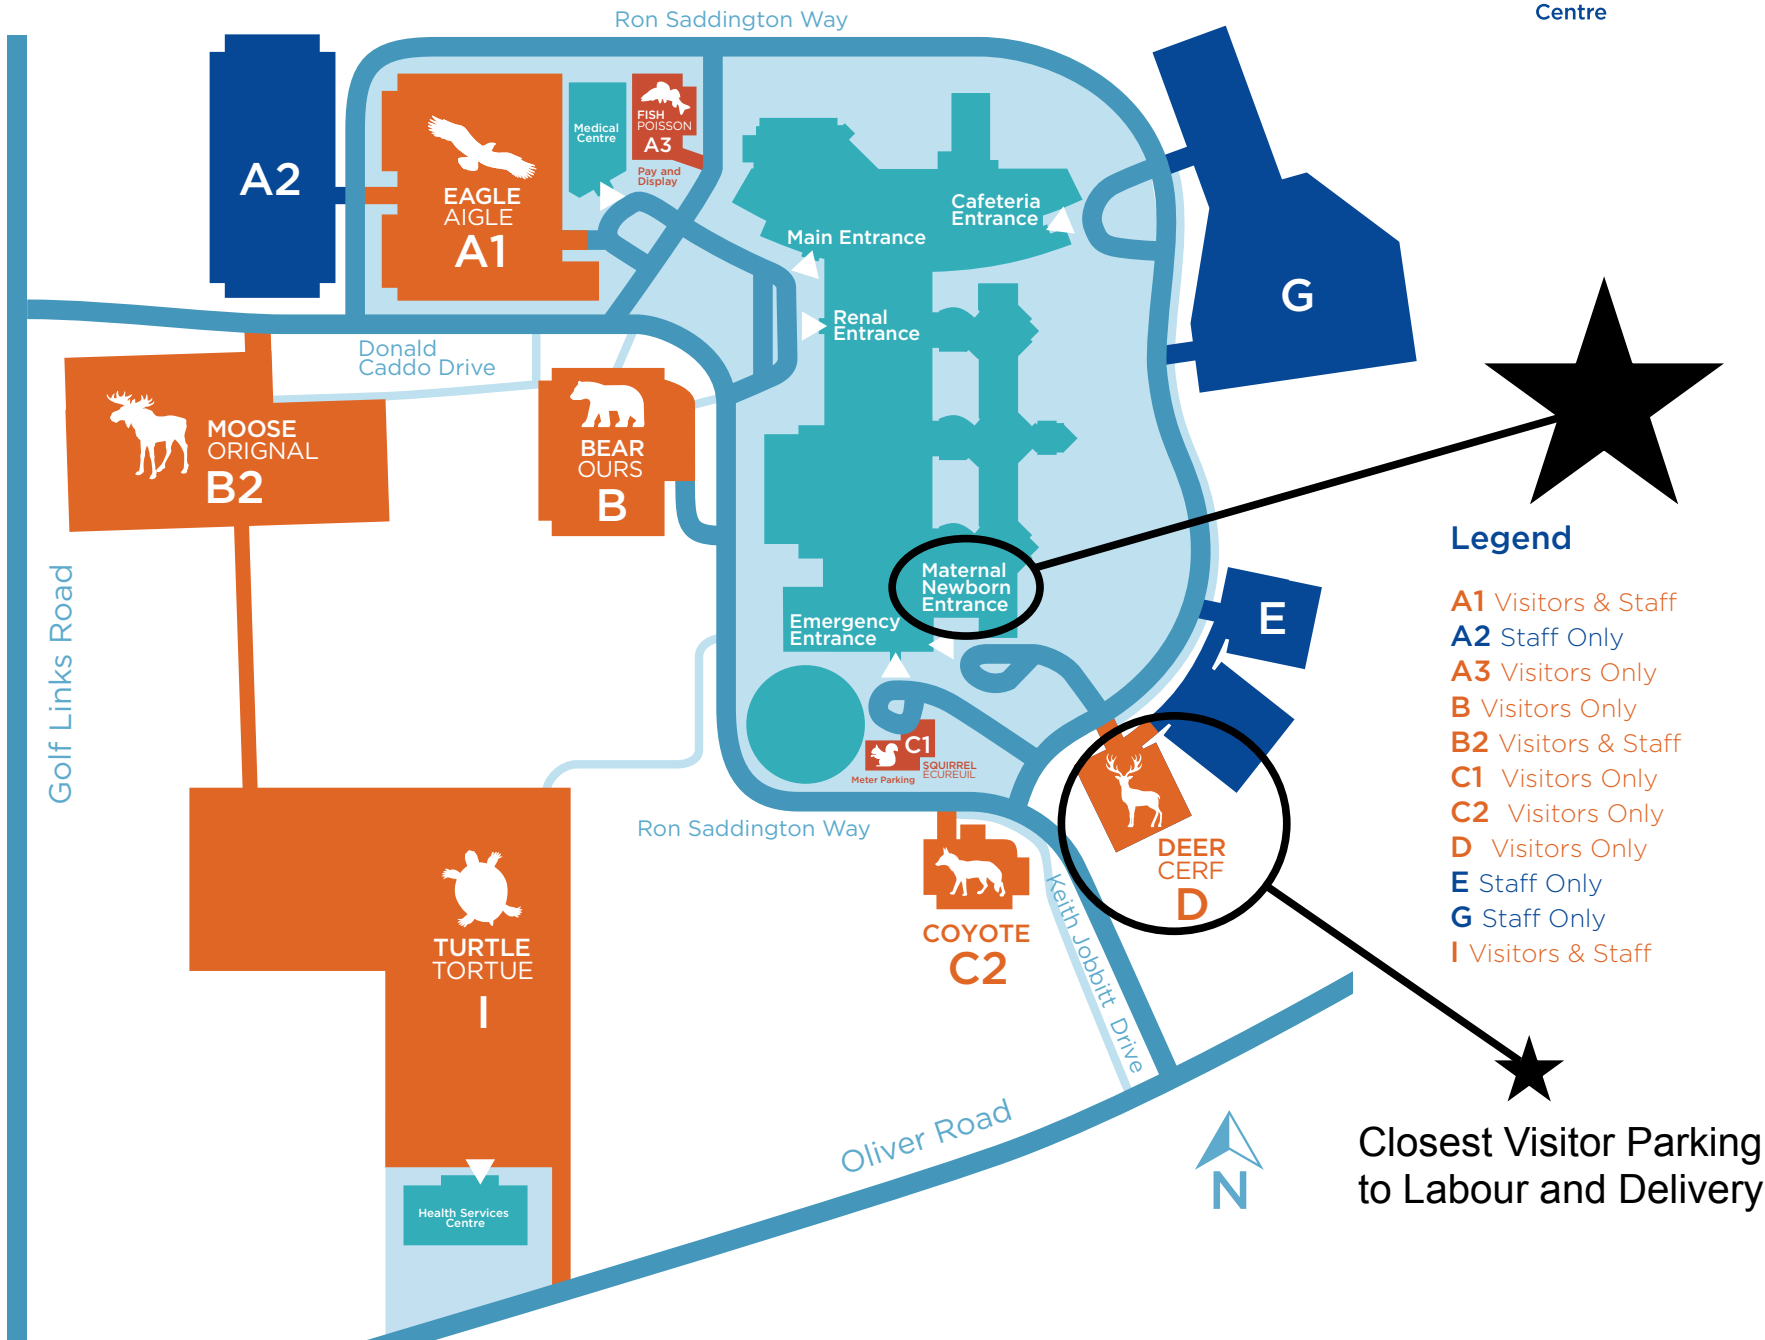 Ron Saddington Way
Centre
A2
EAGLE
AIGLE
A1
Medical
Centre
FISH
POISSON
A3
Pay and
Display
Main Entrance
Cafeteria
Entrance
Renal
Entrance
G
Donald
Caddo Drive
MOOSE
ORIGNAL
B2
BEAR
OURS
B
Golf Links Road
Maternal
Newborn
Entrance
Emergency
Entrance
E
C1
SQUIRREL
ÉCUREUIL
Meter Parking
Ron Saddington Way
DEER
CERF
D
COYOTE
C2
Keith Jobbitt Drive
TURTLE
TORTUE
I
Health Services
Centre
Oliver Road
N
Legend
A1 Visitors & Staff
A2 Staff Only
A3 Visitors Only
B Visitors Only
B2 Visitors & Staff
C1 Visitors Only
C2 Visitors Only
D Visitors Only
E Staff Only
G Staff Only
I Visitors & Staff
Closest Visitor Parking
to Labour and Delivery